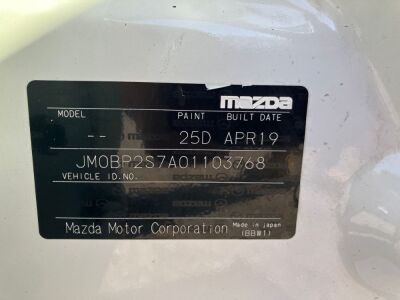 mazda
MODEL PAINT BUILT DATE
-- 25D APR19
JM0BP2S7A01103768
VEHICLE ID.NO.
Mazda Motor Corporation Made in japan
(BBW1)